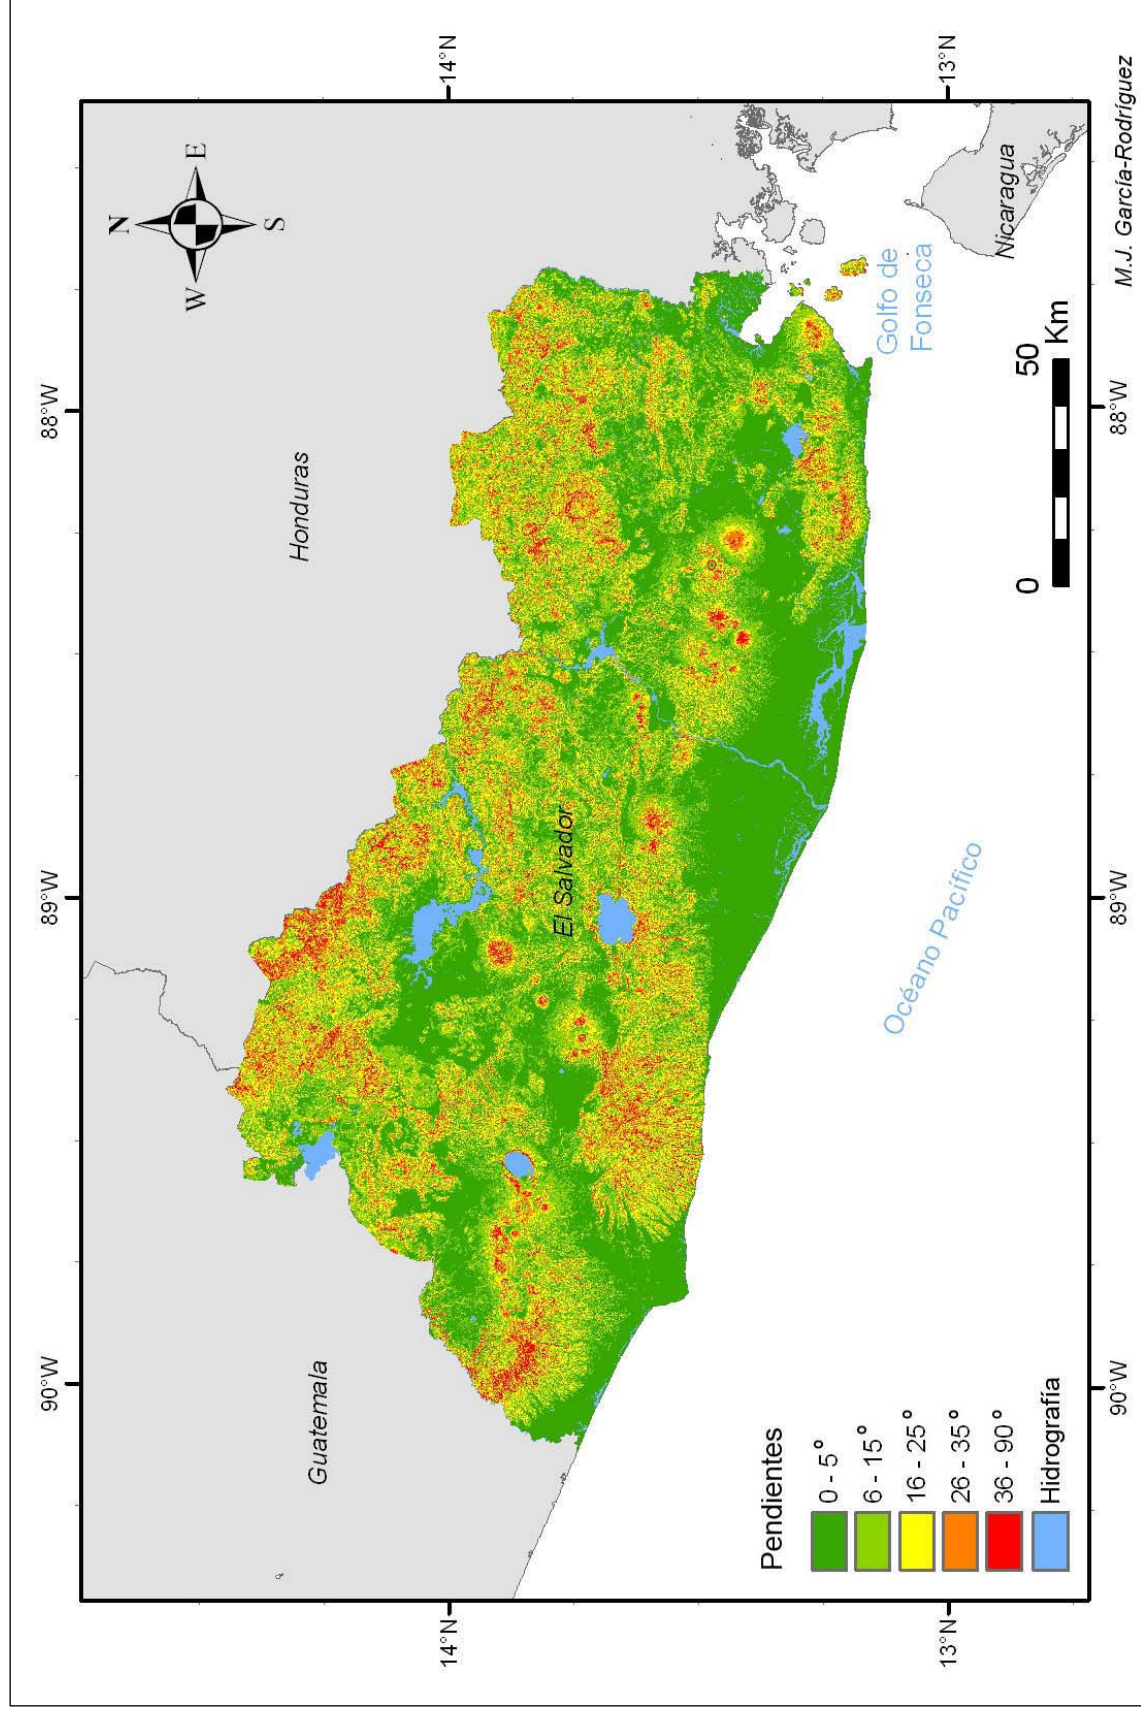 90°W
89°W
88°W
N
W
E
S
Honduras
Guatemala
14°N
14°N
El Salvador
Golfo de
Fonseca
Nicaragua
Océano Pacífico
Pendientes
0 - 5°
6 - 15°
16 - 25°
26 - 35°
36 - 90°
Hidrografía
0
50
Km
13°N
13°N
90°W
89°W
88°W
M.J. García-Rodríguez